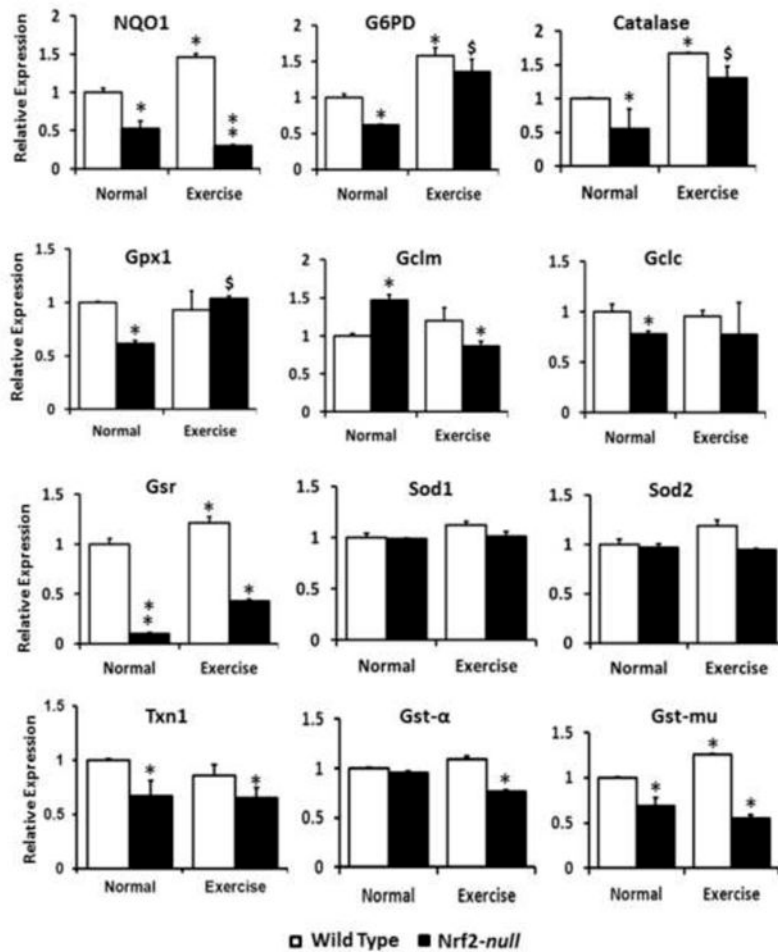 NQO1
G6PD
Catalase
Relative Expression
2
1.5
1
0.5
0
*
*
*
*
Normal
Exercise
2
1.5
1
0.5
0
*
*
$
Normal
Exercise
2
1.5
1
0.5
0
*
*
$
Normal
Exercise
Gpx1
Gclm
Gclc
Relative Expression
1.5
1
0.5
0
*
$
Normal
Exercise
2
1.5
1
0.5
0
*
*
Normal
Exercise
1.5
1
0.5
0
*
Normal
Exercise
Gsr
Sod1
Sod2
Relative Expression
1.5
1
0.5
0
*
*
*
*
Normal
Exercise
1.5
1
0.5
0
Normal
Exercise
1.5
1
0.5
0
Normal
Exercise
Txn1
Gst-α
Gst-mu
Relative Expression
1.5
1
0.5
0
*
*
Normal
Exercise
1.5
1
0.5
0
*
Normal
Exercise
1.5
1
0.5
0
*
*
*
Normal
Exercise
Wild Type
Nrf2-null